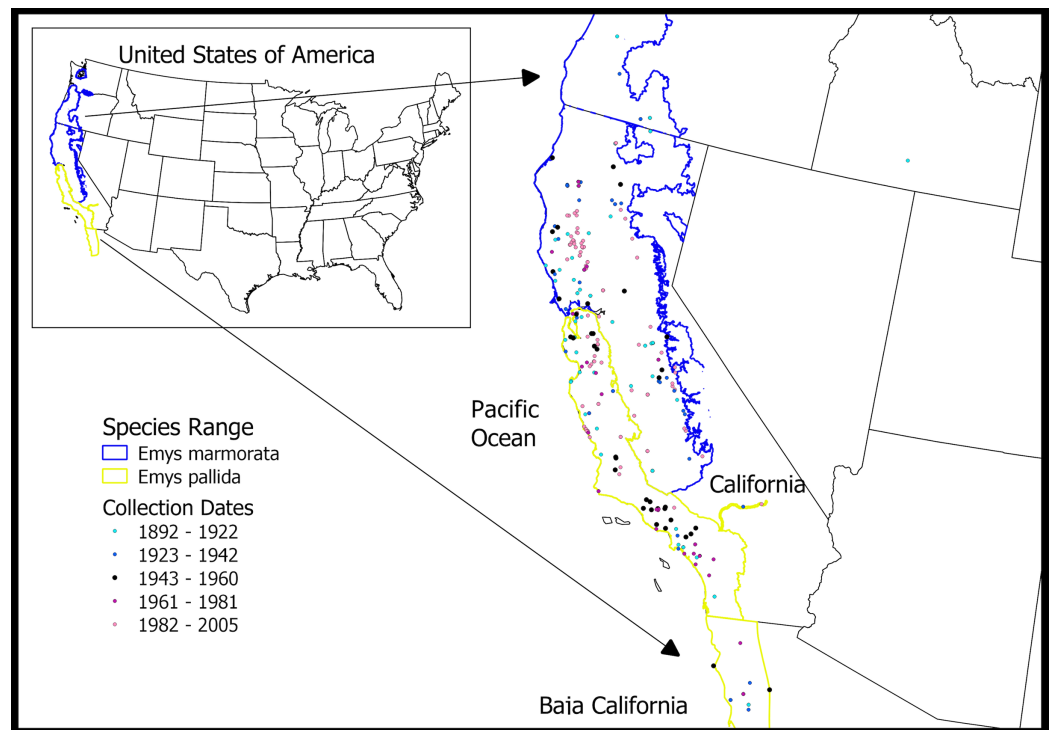 United States of America
Pacific
Ocean
Species Range
Emys marmorata
Emys pallida
California
Collection Dates
1892 - 1922
1923 - 1942
1943 - 1960
1961 - 1981
1982 - 2005
Baja California